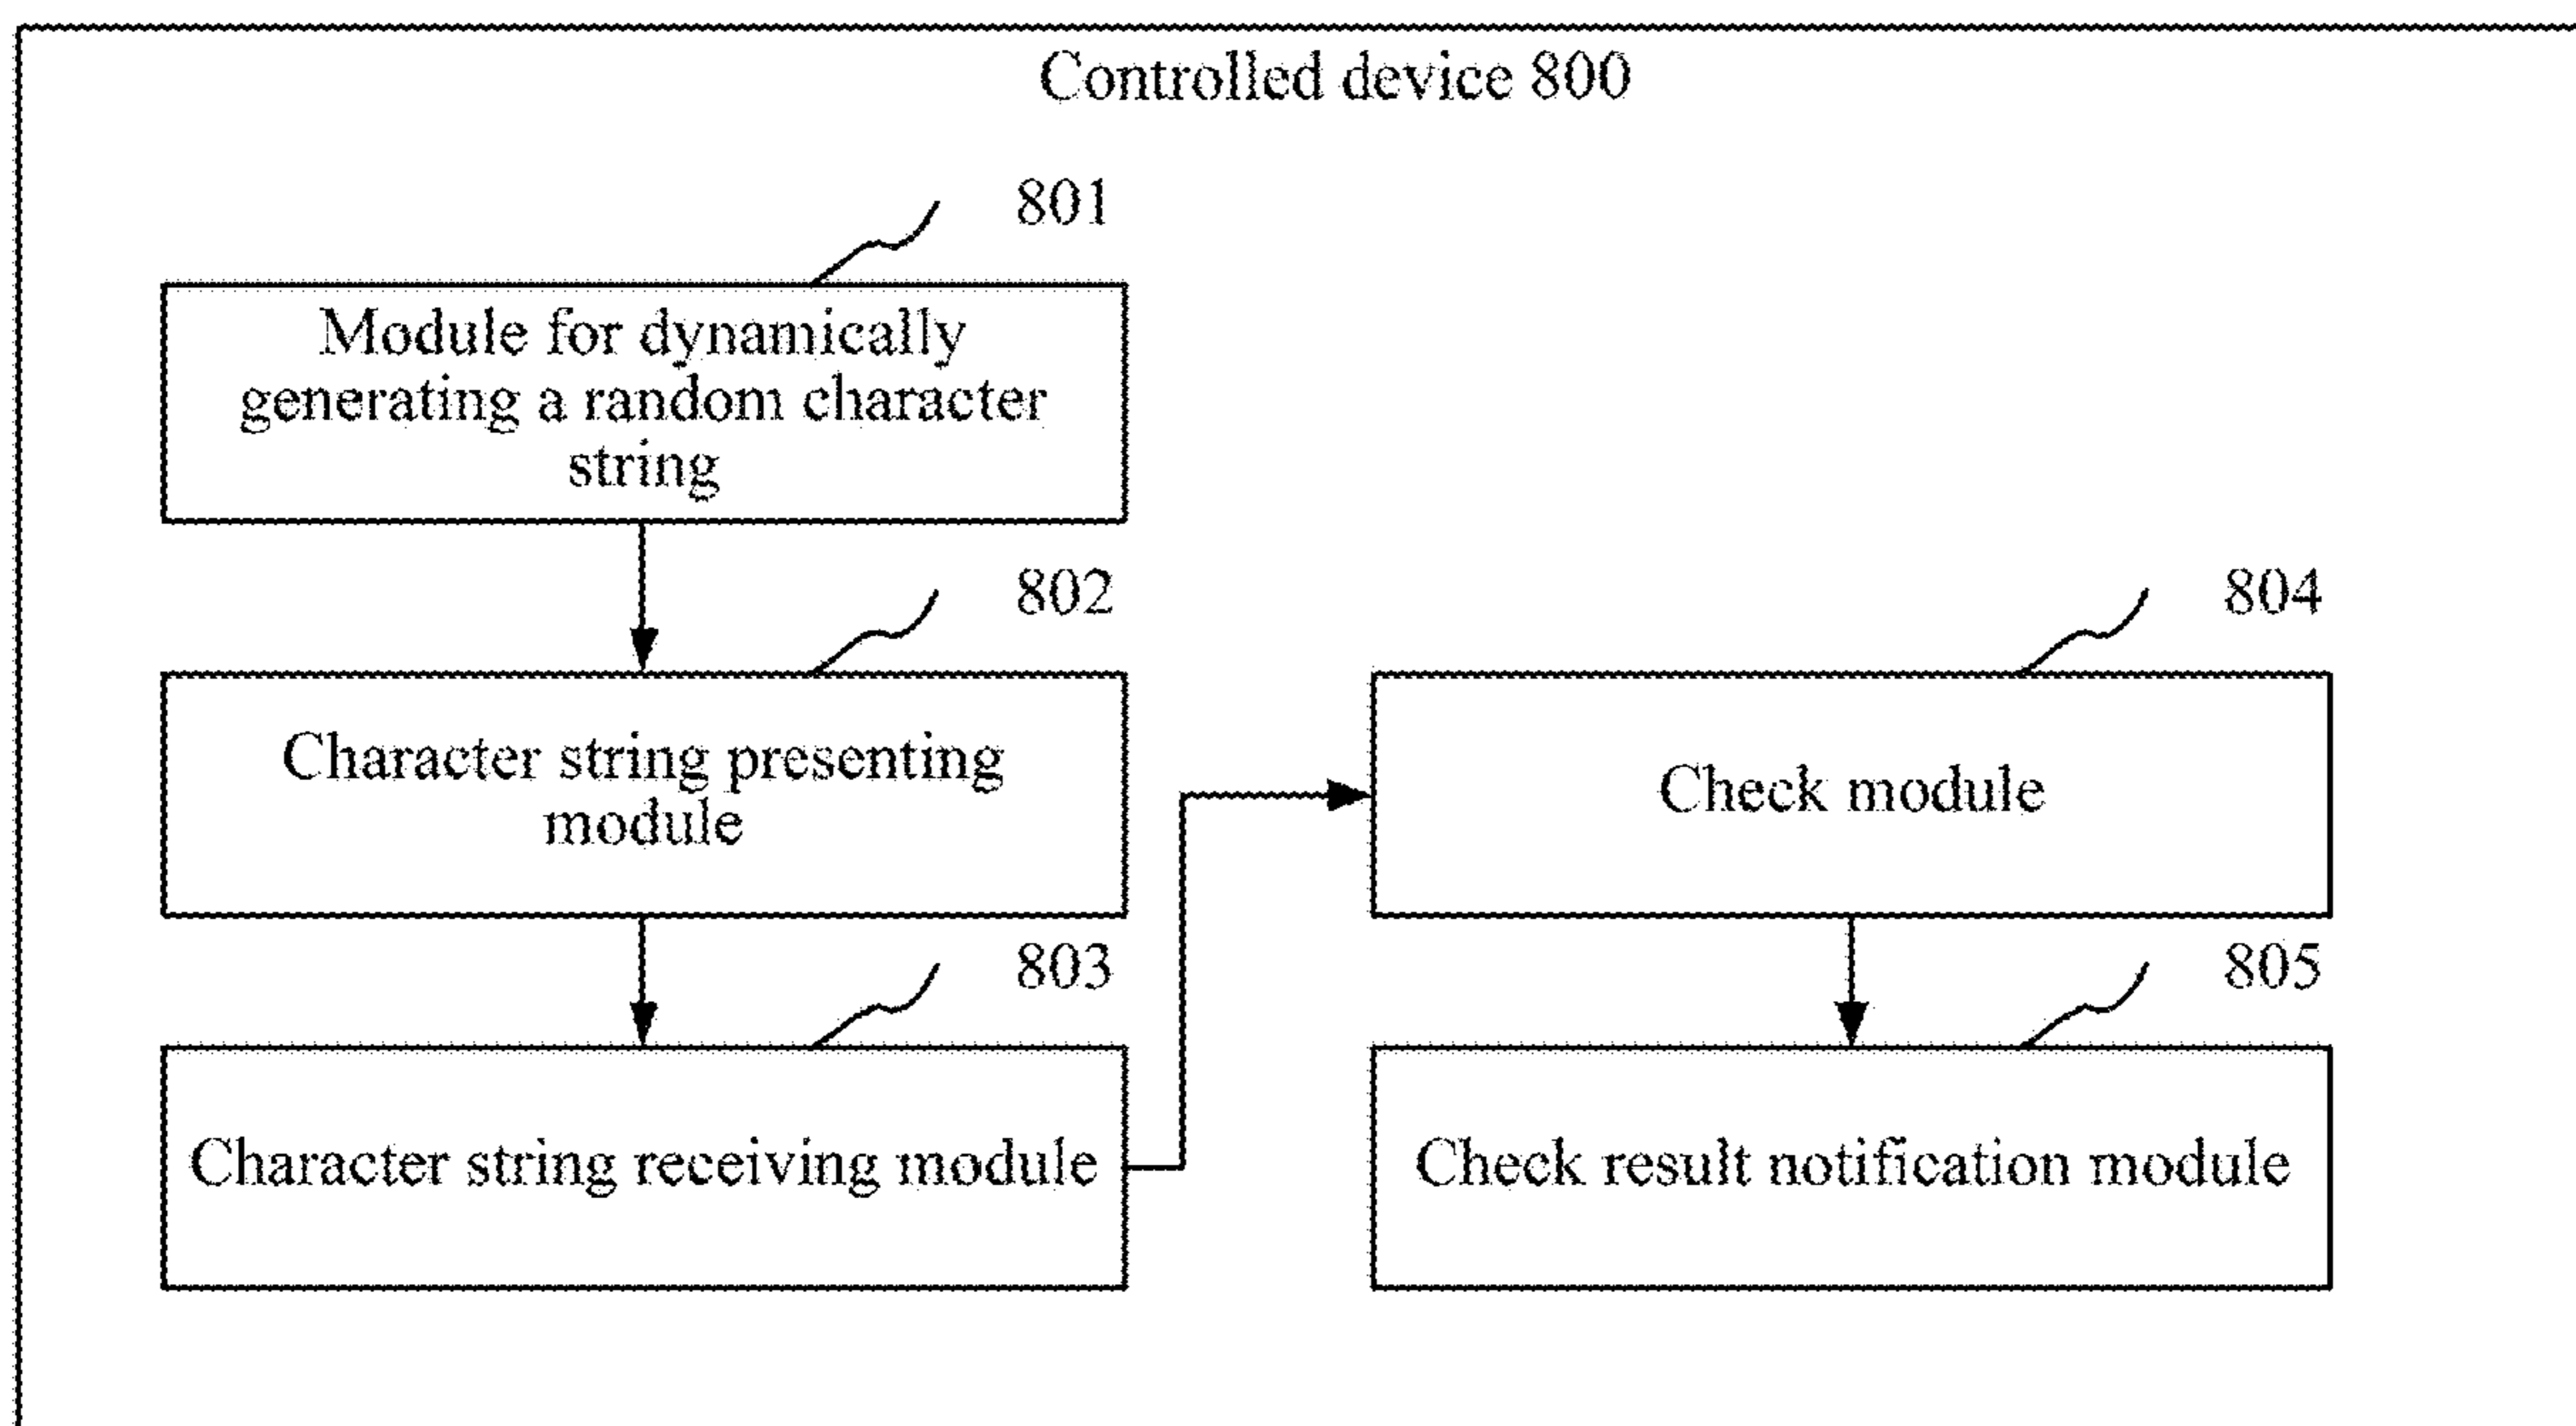 Controlled device 800
801
Module for dynamically
generating a random character
string
802
Character string presenting
module
803
Character string receiving module
804
Check module
805
Check result notification module